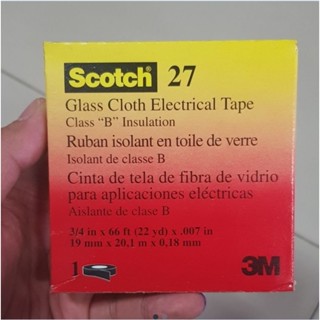 Scotch 27
Glass Cloth Electrical Tape
Class "B" Insulation
Ruban isolant en toile de verre
Isolant de classe B
Cinta de tela de fibra de vidrio
para aplicaciones eléctricas
Aislante de clase B
3/4 in x 66 ft (22 yd) x .007 in
19 mm x 20,1 m x 0,18 mm
1
3M